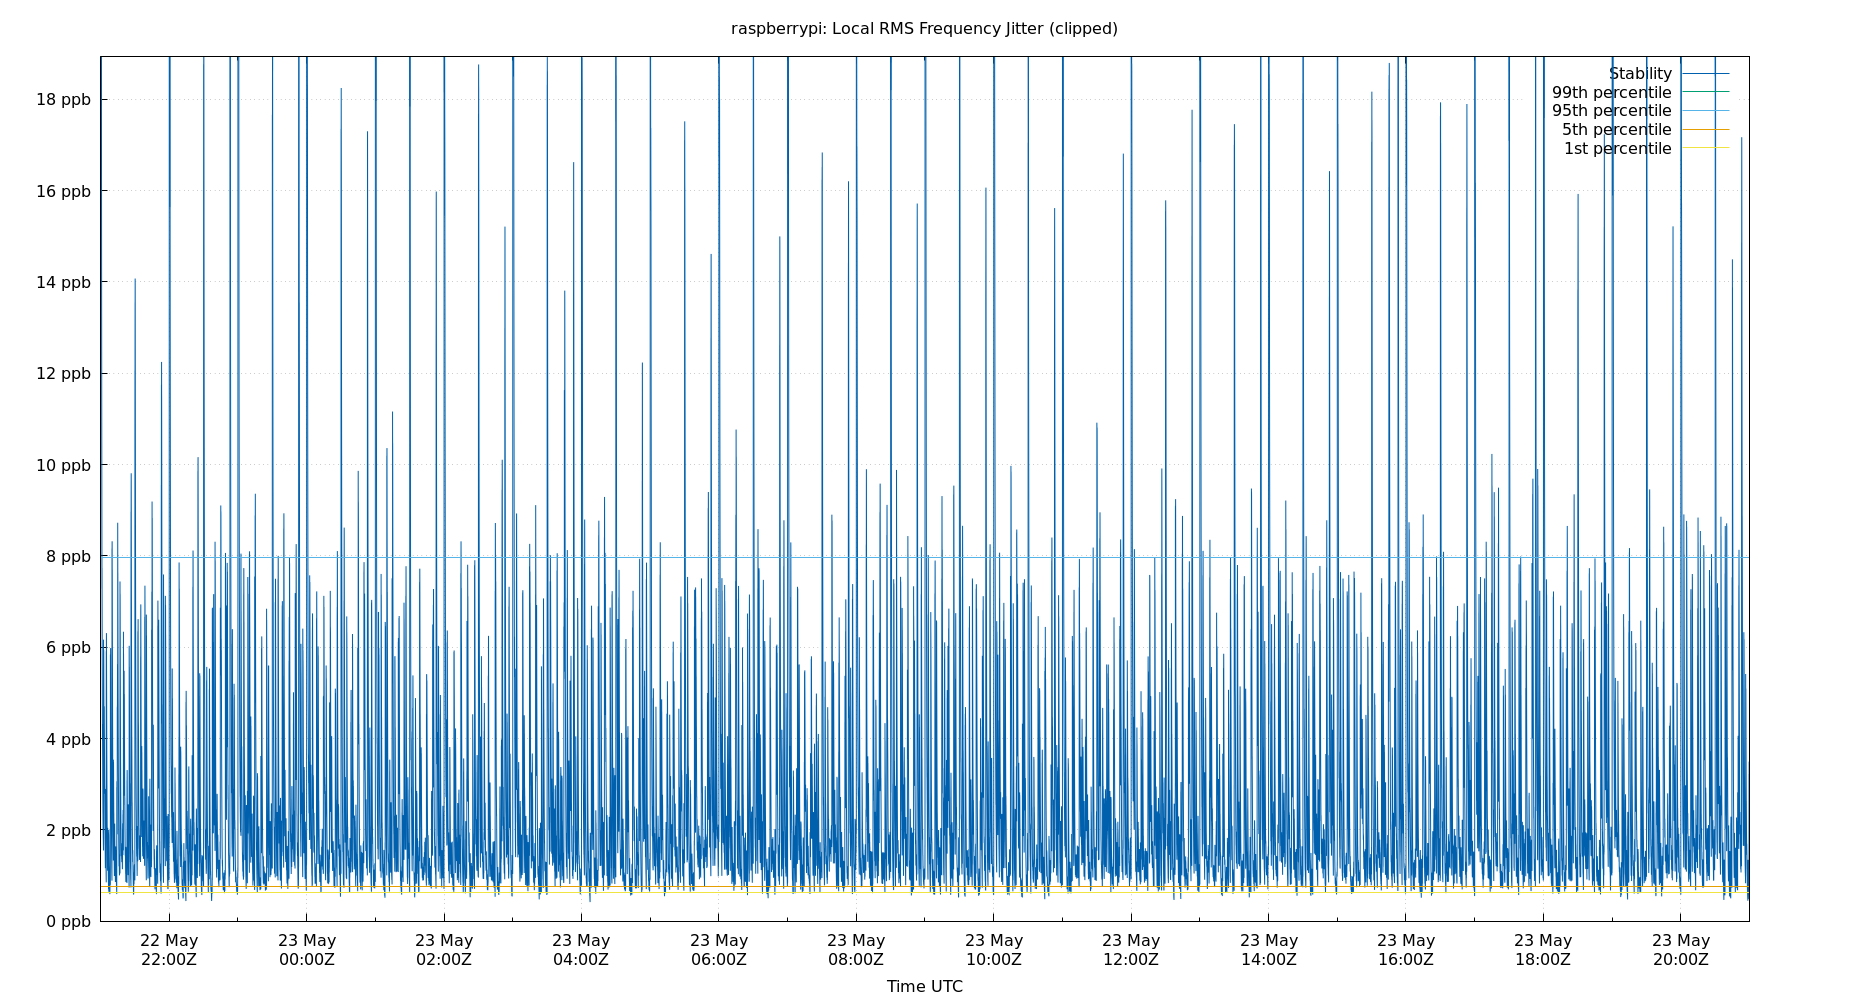 raspberrypi: Local RMS Frequency Jitter (clipped)
Stability
99th percentile
95th percentile
5th percentile
1st percentile
18 ppb
16 ppb
14 ppb
12 ppb
10 ppb
8 ppb
6 ppb
4 ppb
2 ppb
0 ppb
22 May 23 May 23 May 23 May 23 May 23 May 23 May 23 May 23 May 23 May 23 May 23 May
22:00Z 00:00Z 02:00Z 04:00Z 06:00Z 08:00Z 10:00Z 12:00Z 14:00Z 16:00Z 18:00Z 20:00Z
Time UTC